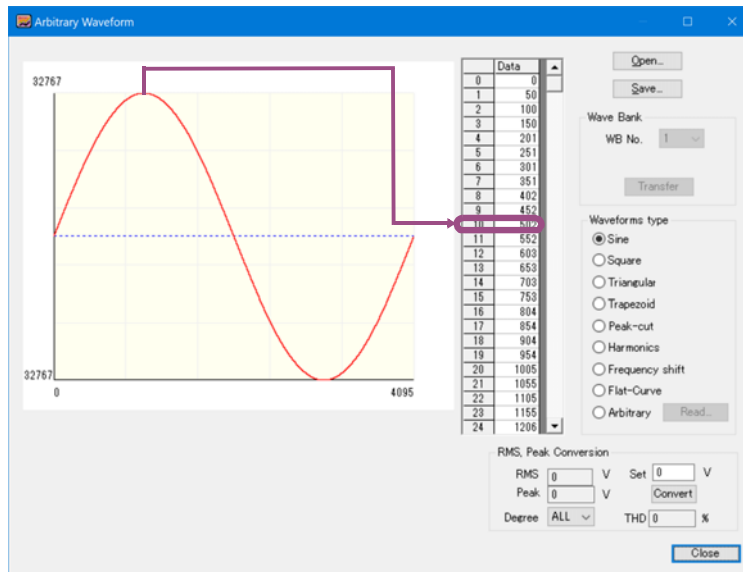 Arbitrary Waveform
32767
32767
0
4095
Data
0 0
1 50
2 100
3 150
4 201
5 251
6 301
7 351
8 402
9 452
10 502
11 552
12 603
13 653
14 703
15 753
16 804
17 854
18 904
19 954
20 1005
21 1055
22 1105
23 1155
24 1206
Open...
Save...
Wave Bank
WB No. 1
Transfer
Waveforms type
Sine
Square
Triangular
Trapezoid
Peak-cut
Harmonics
Frequency shift
Flat-Curve
Arbitrary Read...
RMS, Peak Conversion
RMS 0 V Set 0 V
Peak 0 V Convert
Degree ALL THD 0 %
Close